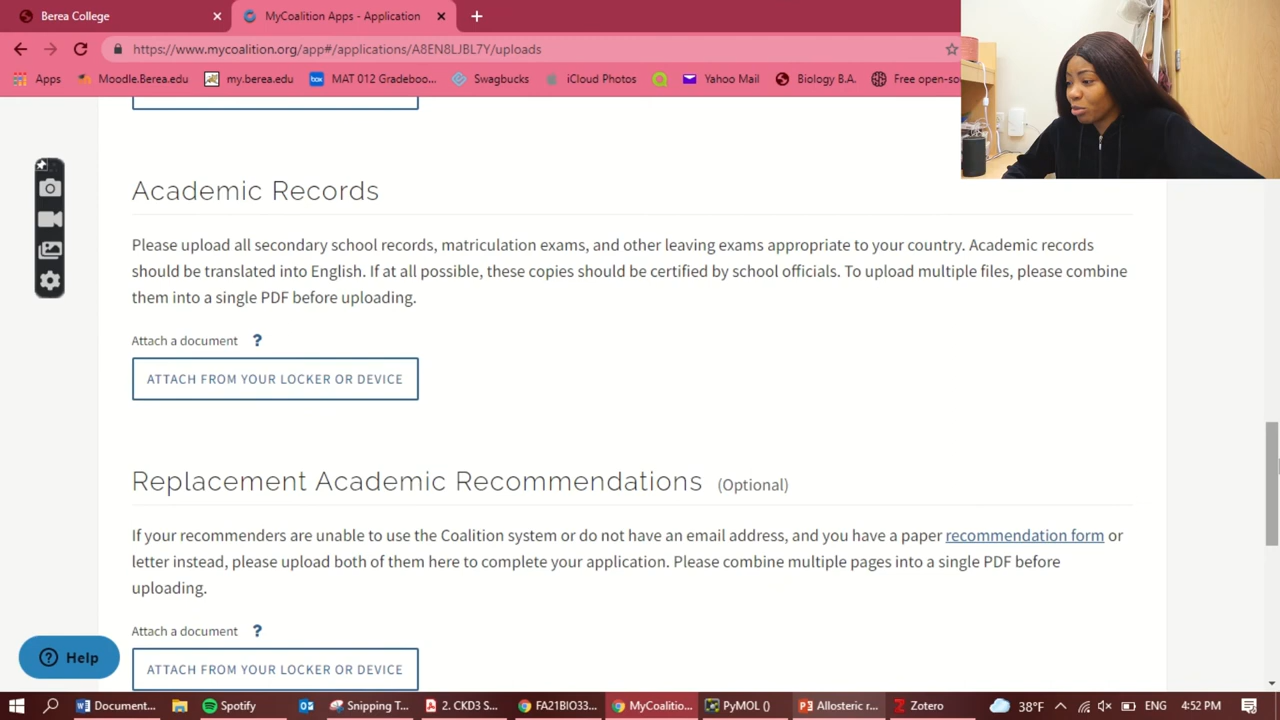 Berea College
MyCoalition Apps - Application
https://www.mycoalition.org/app#/applications/A8EN8LJBL7Y/uploads
Apps Moodle.Berea.edu my.berea.edu box MAT 012 Gradeboo... Swagbucks iCloud Photos Yahoo Mail Biology B.A. Free open-so
Academic Records
Please upload all secondary school records, matriculation exams, and other leaving exams appropriate to your country. Academic records
should be translated into English. If at all possible, these copies should be certified by school officials. To upload multiple files, please combine
them into a single PDF before uploading.
Attach a document ?
ATTACH FROM YOUR LOCKER OR DEVICE
Replacement Academic Recommendations (Optional)
If your recommenders are unable to use the Coalition system or do not have an email address, and you have a paper recommendation form or
letter instead, please upload both of them here to complete your application. Please combine multiple pages into a single PDF before
uploading.
Attach a document ?
ATTACH FROM YOUR LOCKER OR DEVICE
? Help
Document... Spotify Snipping T... 2. CKD3 S... FA21BIO33... MyCoalitio... PyMOL () Allosteric r... Zotero 38°F ENG 4:52 PM